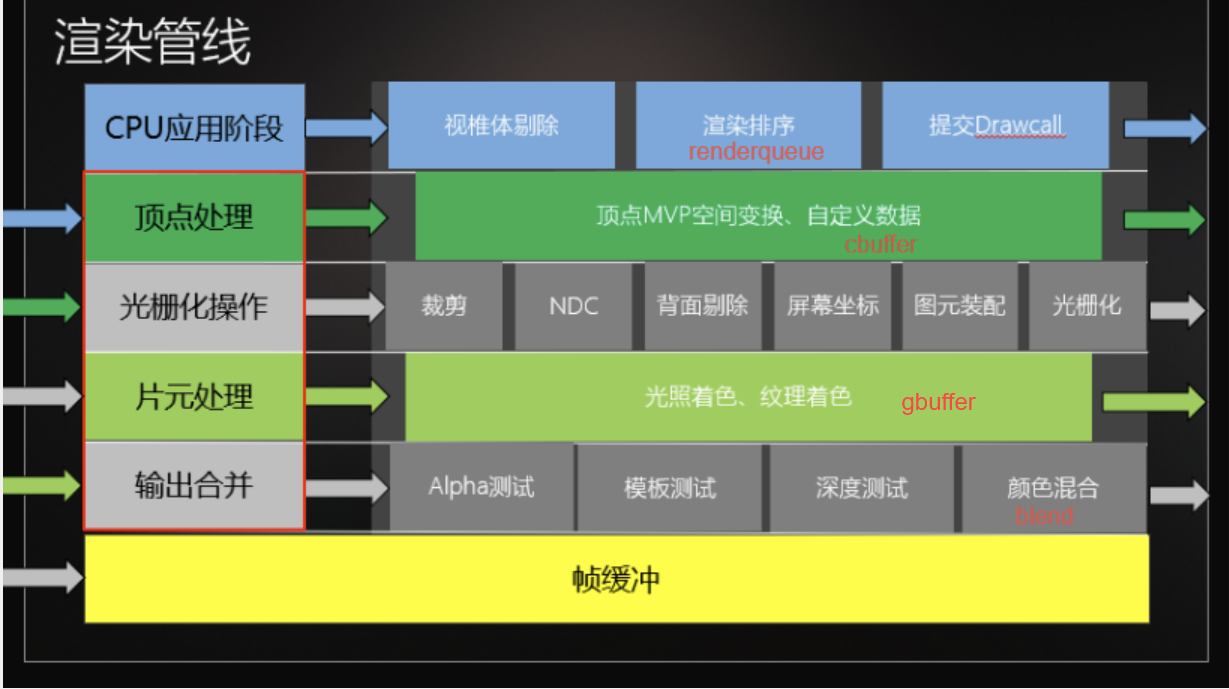 渲染管线
CPU应用阶段
视椎体剔除
渲染排序
renderqueue
提交Drawcall
顶点处理
顶点MVP空间变换、自定义数据
cbuffer
光栅化操作
裁剪
NDC
背面剔除
屏幕坐标
图元装配
光栅化
片元处理
光照着色、纹理着色
gbuffer
输出合并
Alpha测试
模板测试
深度测试
颜色混合
blend
帧缓冲